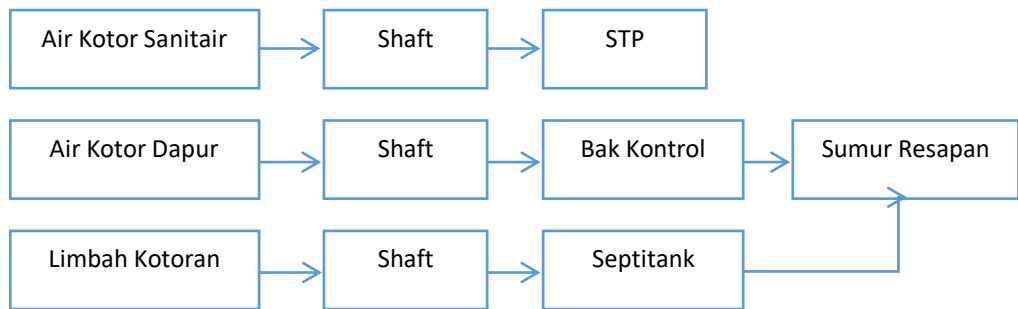 Air Kotor Sanitair
Shaft
STP
Air Kotor Dapur
Shaft
Bak Kontrol
Sumur Resapan
Limbah Kotoran
Shaft
Septitank